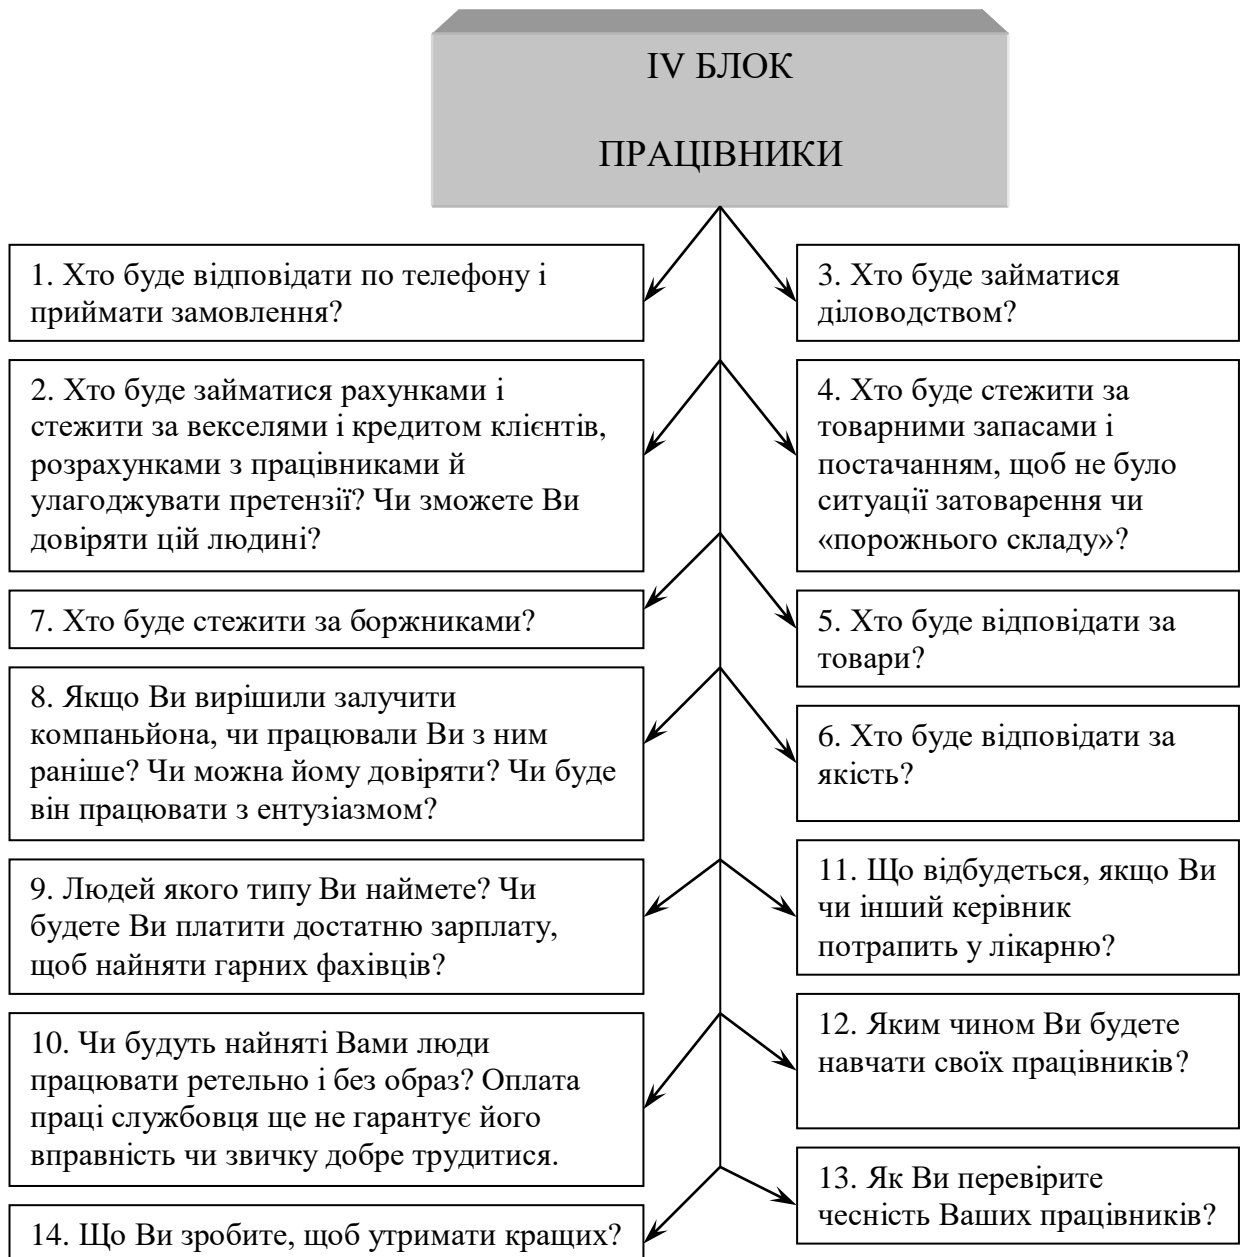 IV БЛОК
ПРАЦІВНИКИ
1. Хто буде відповідати по телефону і
приймати замовлення?
2. Хто буде займатися рахунками і
стежити за векселями і кредитом клієнтів,
розрахунками з працівниками й
улагоджувати претензії? Чи зможете Ви
довіряти цій людині?
3. Хто буде займатися
діловодством?
4. Хто буде стежити за
товарними запасами і
постачанням, щоб не було
ситуації затоварення чи
«порожнього складу»?
5. Хто буде відповідати за
товари?
6. Хто буде відповідати за
якість?
7. Хто буде стежити за боржниками?
8. Якщо Ви вирішили залучити
компаньйона, чи працювали Ви з ним
раніше? Чи можна йому довіряти? Чи буде
він працювати з ентузіазмом?
9. Людей якого типу Ви наймете? Чи
будете Ви платити достатню зарплату,
щоб найняти гарних фахівців?
10. Чи будуть найняті Вами люди
працювати ретельно і без образ? Оплата
праці службовця ще не гарантує його
вправність чи звичку добре трудитися.
11. Що відбудеться, якщо Ви
чи інший керівник
потрапить у лікарню?
12. Яким чином Ви будете
навчати своїх працівників?
13. Як Ви перевірите
чесність Ваших працівників?
14. Що Ви зробите, щоб утримати кращих?